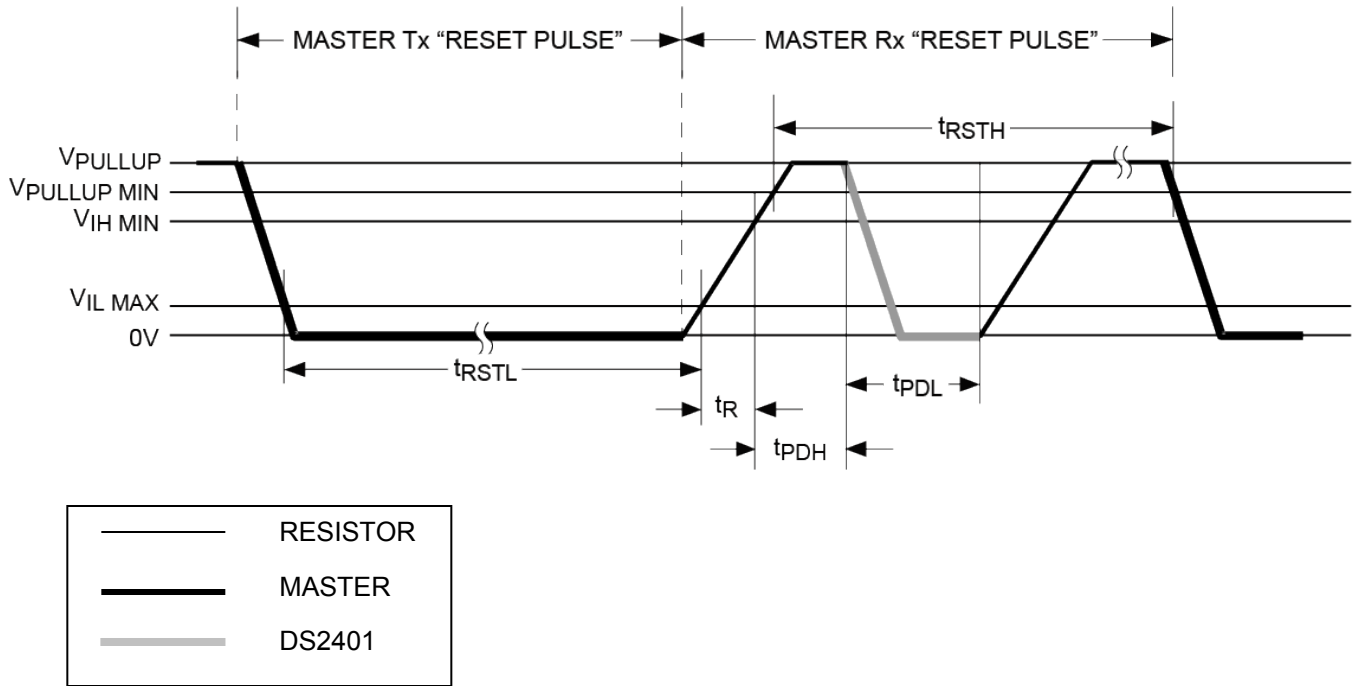 MASTER Tx “RESET PULSE”
MASTER Rx “RESET PULSE”
tRSTH
VPULLUP
VPULLUP MIN
VIH MIN
VIL MAX
0V
tRSTL
tPDL
tR
tPDH
RESISTOR
MASTER
DS2401